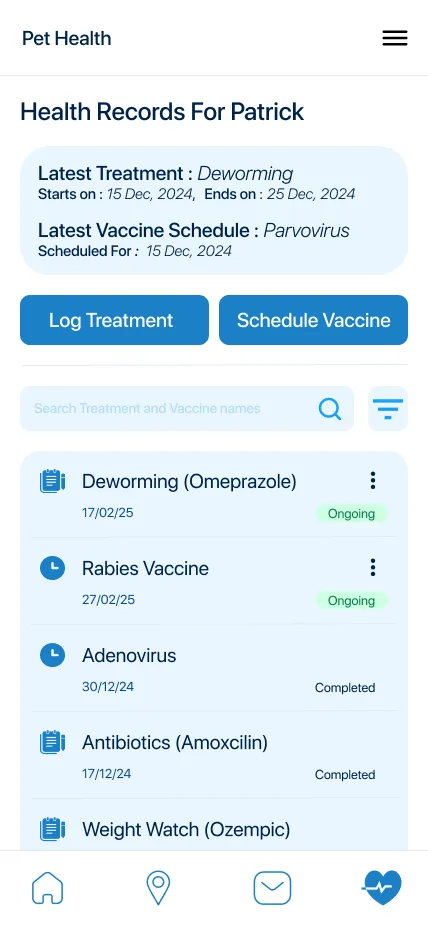 Pet Health
Health Records For Patrick
Latest Treatment : Deworming
Starts on : 15 Dec, 2024, Ends on : 25 Dec, 2024
Latest Vaccine Schedule : Parvovirus
Scheduled For : 15 Dec, 2024
Log Treatment
Schedule Vaccine
Search Treatment and Vaccine names
Deworming (Omeprazole)
17/02/25
Ongoing
Rabies Vaccine
27/02/25
Ongoing
Adenovirus
30/12/24
Completed
Antibiotics (Amoxcilin)
17/12/24
Completed
Weight Watch (Ozempic)